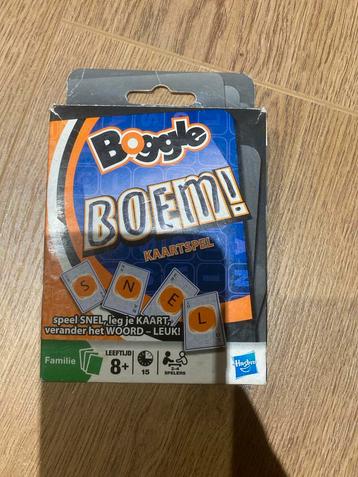 Boggle
BOEM!
KAARTSPEL
S N E L
speel SNEL, leg je KAART,
verander het WOORD – LEUK!
Familie
LEEFTIJD
8+
15
2-4
SPELERS
Hasbro